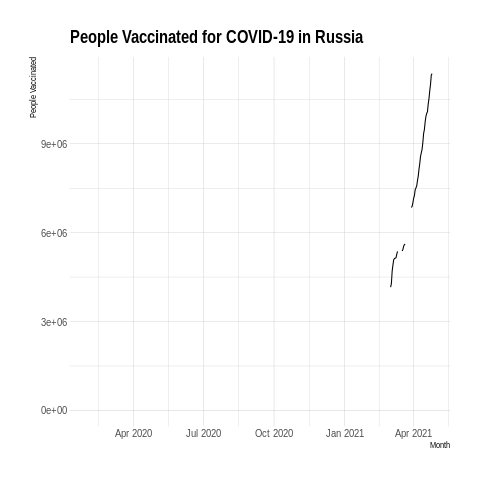 People Vaccinated for COVID-19 in Russia
People Vaccinated
9e+06
6e+06
3e+06
0e+00
Apr 2020 Jul 2020 Oct 2020 Jan 2021 Apr 2021
Month